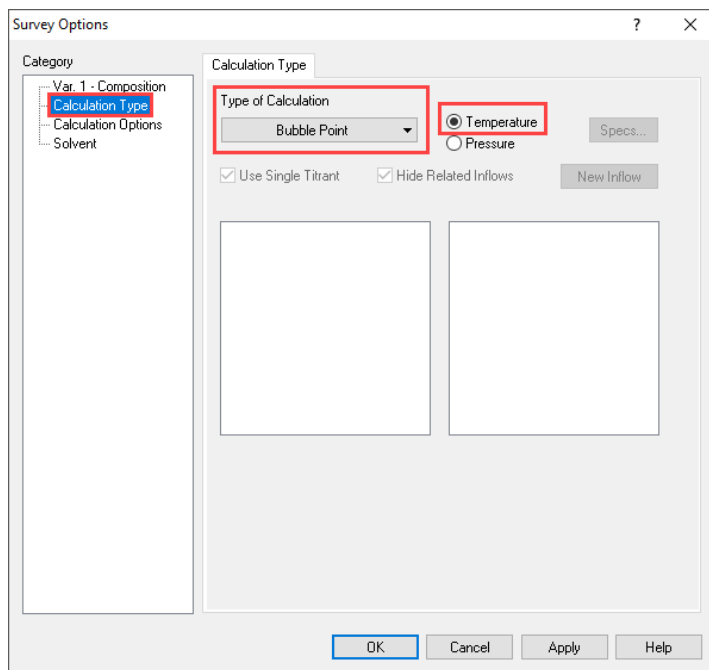 Survey Options
?
Category
Var. 1 - Composition
Calculation Type
Calculation Options
Solvent
Calculation Type
Type of Calculation
Bubble Point
Temperature
Pressure
Specs...
Use Single Titrant
Hide Related Inflows
New Inflow
OK
Cancel
Apply
Help